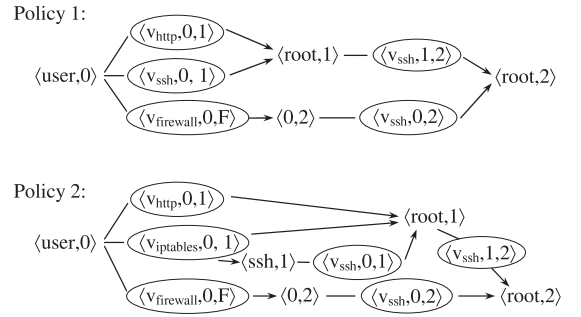 Policy 1:
⟨v_http,0,1⟩
⟨root,1⟩
⟨v_ssh,1,2⟩
⟨user,0⟩
⟨v_ssh,0, 1⟩
⟨root,2⟩
⟨v_firewall,0,F⟩
⟨0,2⟩
⟨v_ssh,0,2⟩
Policy 2:
⟨v_http,0,1⟩
⟨root,1⟩
⟨user,0⟩
⟨v_iptables,0, 1⟩
⟨ssh,1⟩
⟨v_ssh,0,1⟩
⟨v_ssh,1,2⟩
⟨v_firewall,0,F⟩
⟨0,2⟩
⟨v_ssh,0,2⟩
⟨root,2⟩